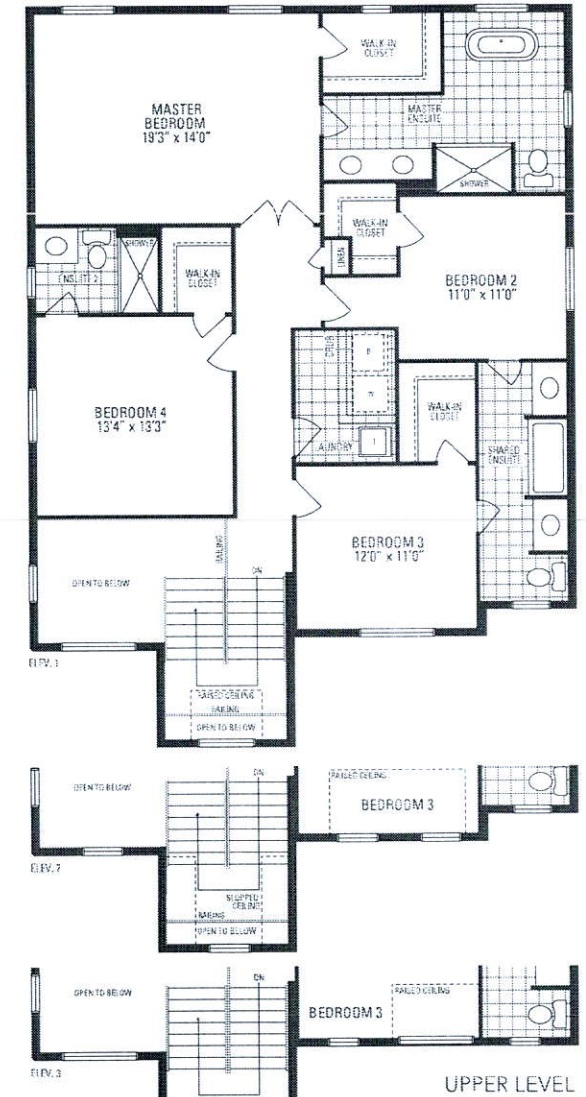 WALK-IN
CLOSET
MASTER
BEDROOM
19'3" x 14'0"
MASTER
ENSUITE
SHOWER
WALK-IN
CLOSET
LINEN
SHOWER
ENSUITE 2
WALK-IN
CLOSET
BEDROOM 2
11'0" x 11'0"
D
W
BEDROOM 4
13'4" x 13'3"
WALK-IN
CLOSET
LAUNDRY
SHARED
ENSUITE
BEDROOM 3
12'0" x 11'0"
RAILING
DN
OPEN TO BELOW
ELEV. 1
RAISED CEILING
RAILING
OPEN TO BELOW
DN
RAISED CEILING
OPEN TO BELOW
BEDROOM 3
ELEV. 2
SLOPPED
CEILING
RAILING
OPEN TO BELOW
DN
OPEN TO BELOW
RAISED CEILING
BEDROOM 3
ELEV. 3
UPPER LEVEL